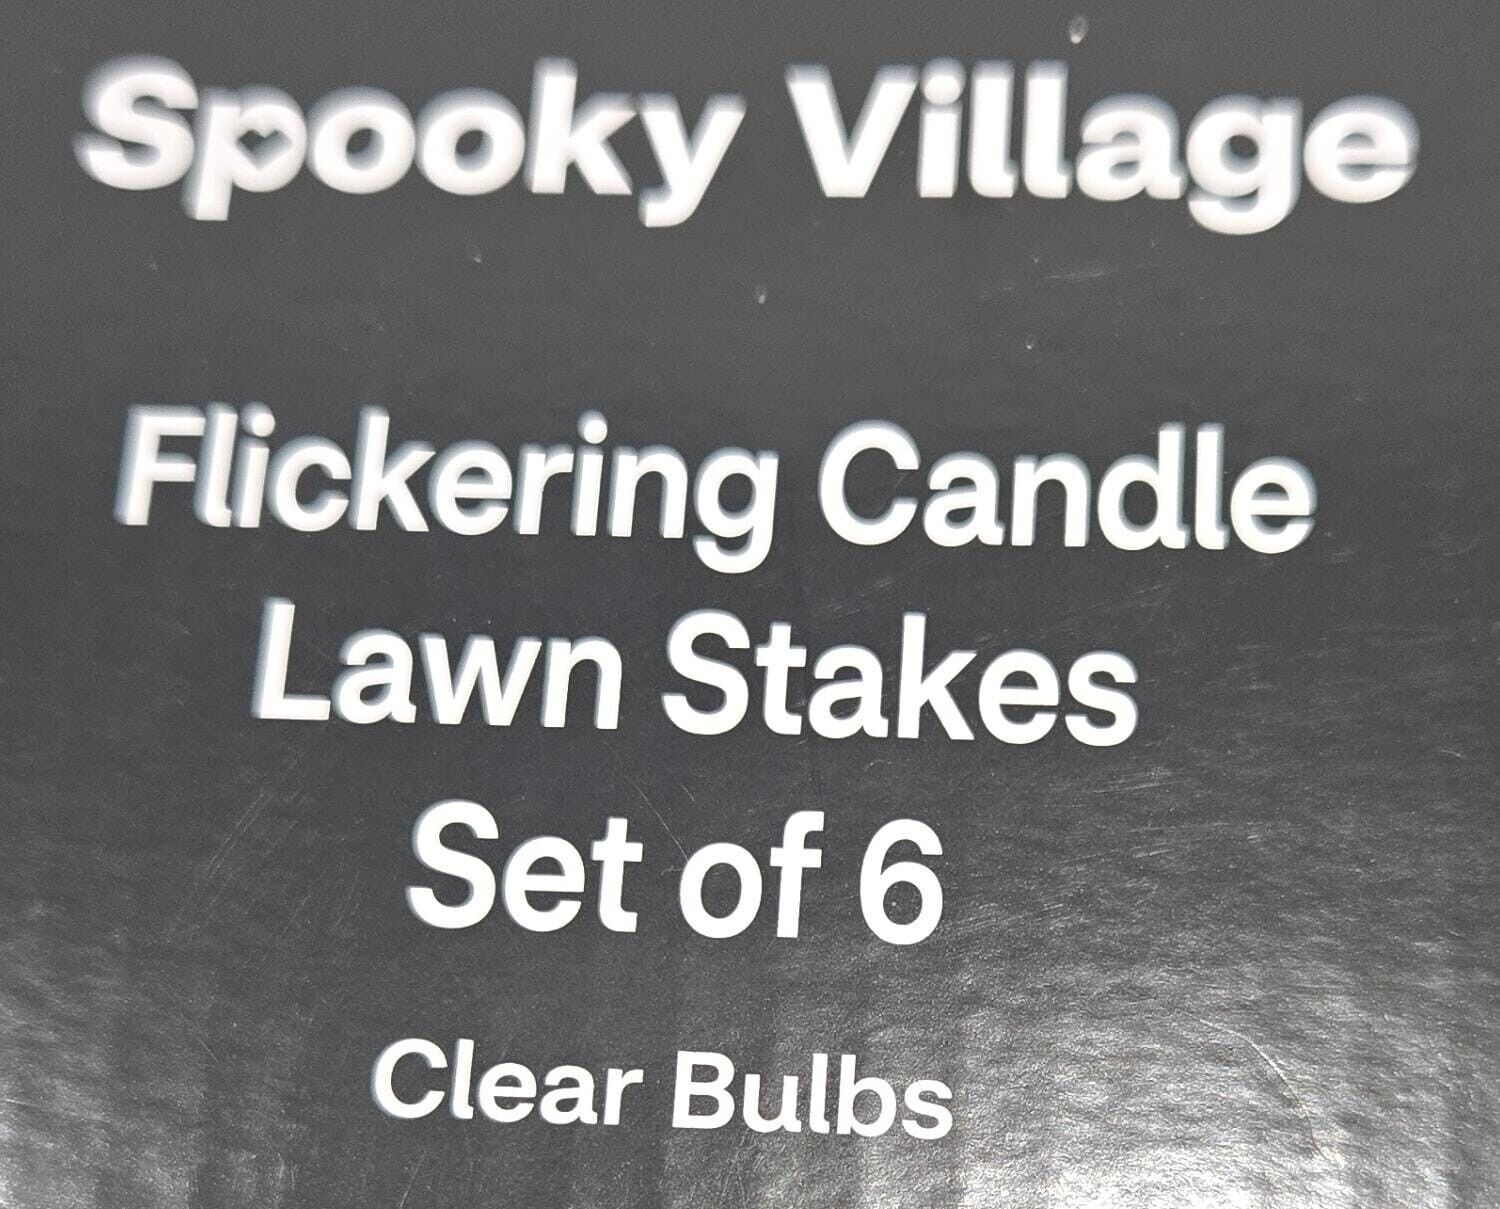 Spooky Village
Flickering Candle
Lawn Stakes
Set of 6
Clear Bulbs